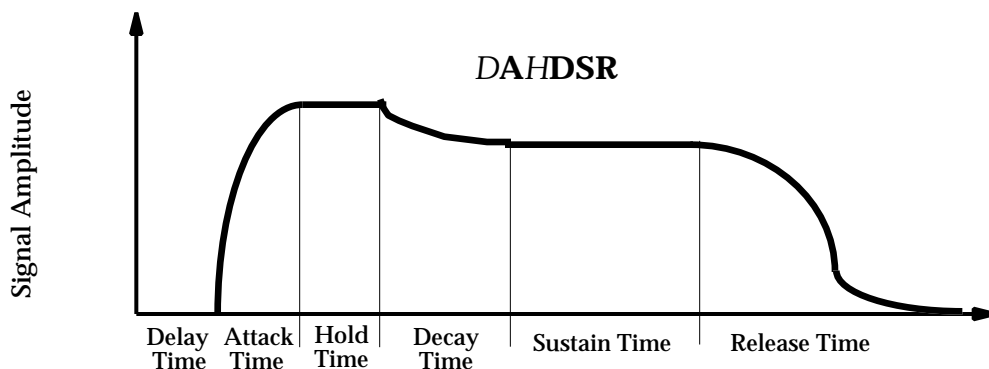 DAHDSR
Signal Amplitude
Delay Time
Attack Time
Hold Time
Decay Time
Sustain Time
Release Time